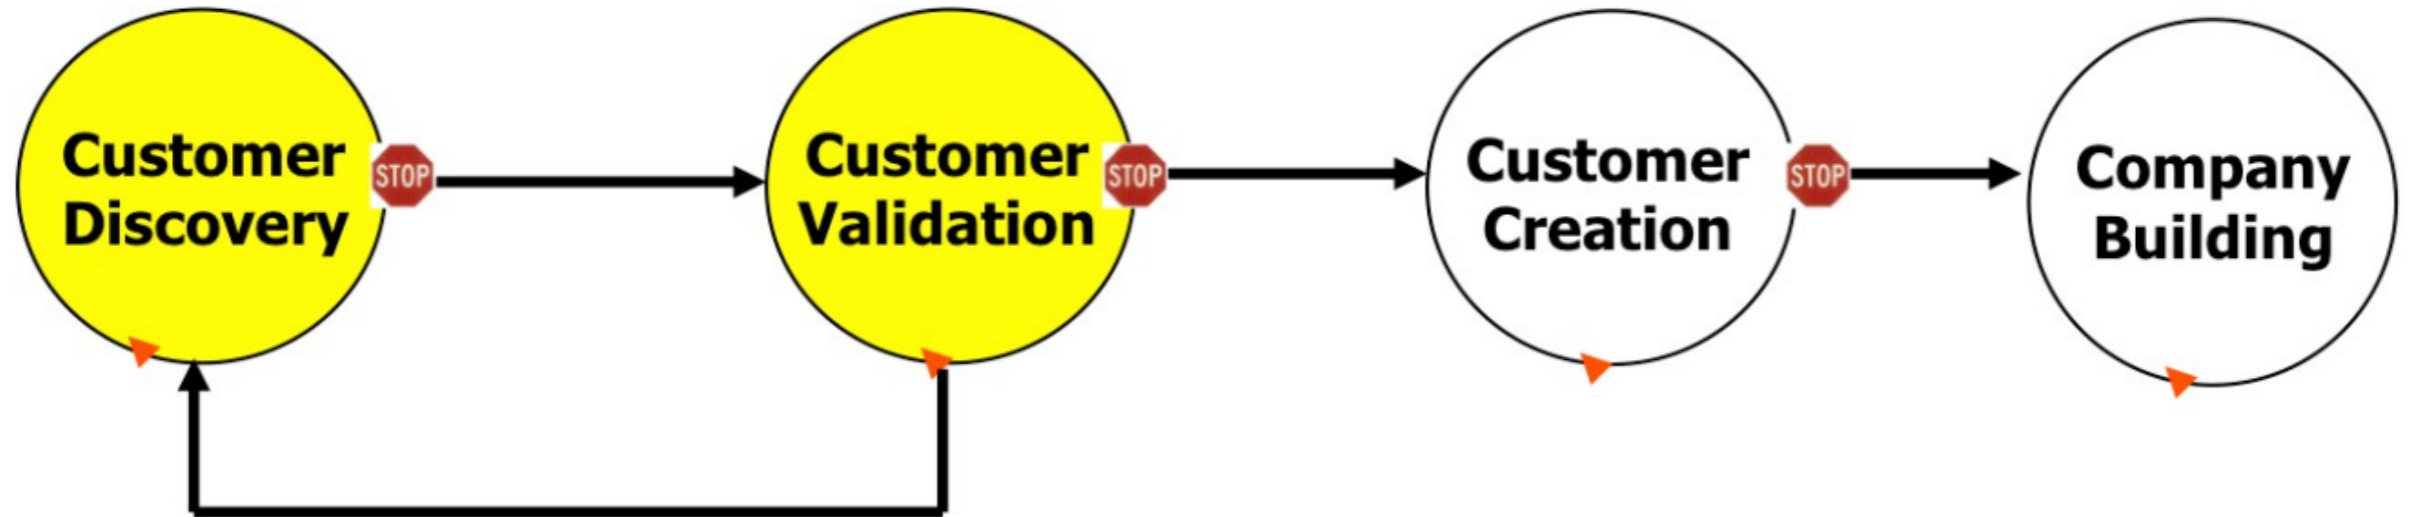 Customer
Discovery
STOP
Customer
Validation
STOP
Customer
Creation
STOP
Company
Building